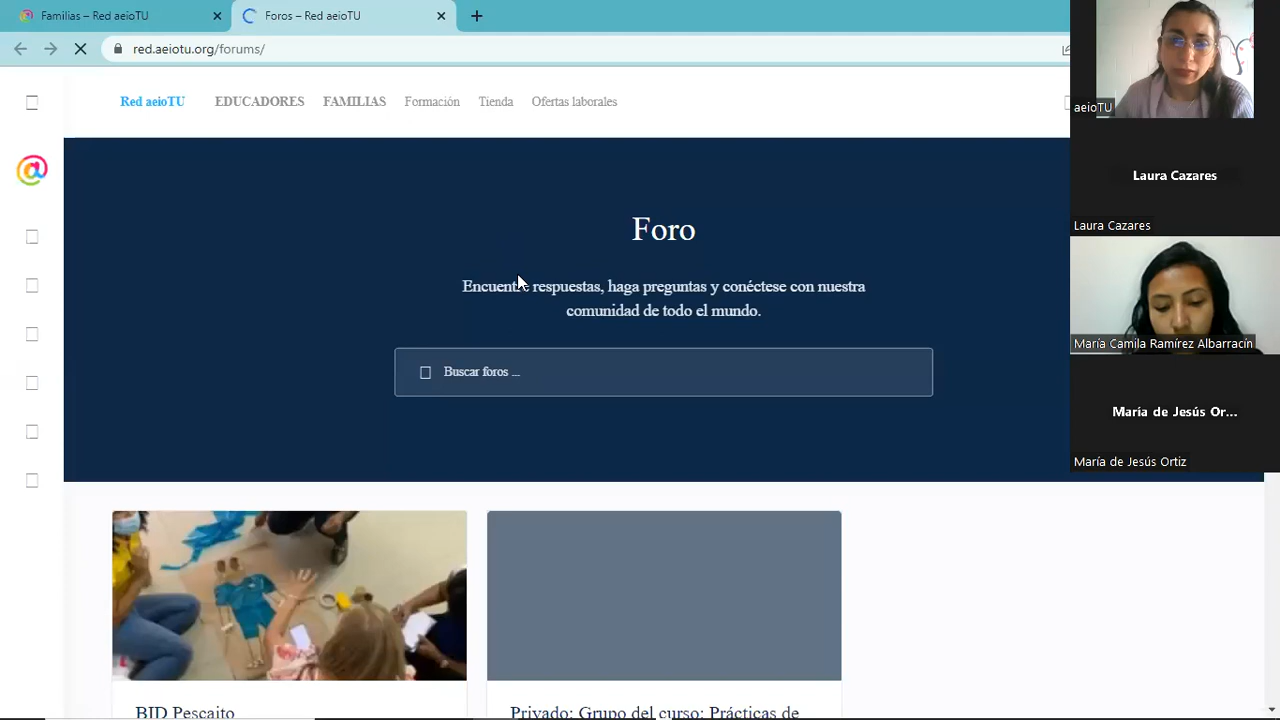 Familias – Red aeioTU
Foros – Red aeioTU
red.aeiotu.org/forums/
Red aeioTU EDUCADORES FAMILIAS Formación Tienda Ofertas laborales
Foro
Encuentre respuestas, haga preguntas y conéctese con nuestra
comunidad de todo el mundo.
Buscar foros ...
BID Pescaito
Privado: Grupo del curso: Prácticas de
aeioTU
Laura Cazares
Laura Cazares
María Camila Ramírez Albarracín
María de Jesús Or...
María de Jesús Ortiz